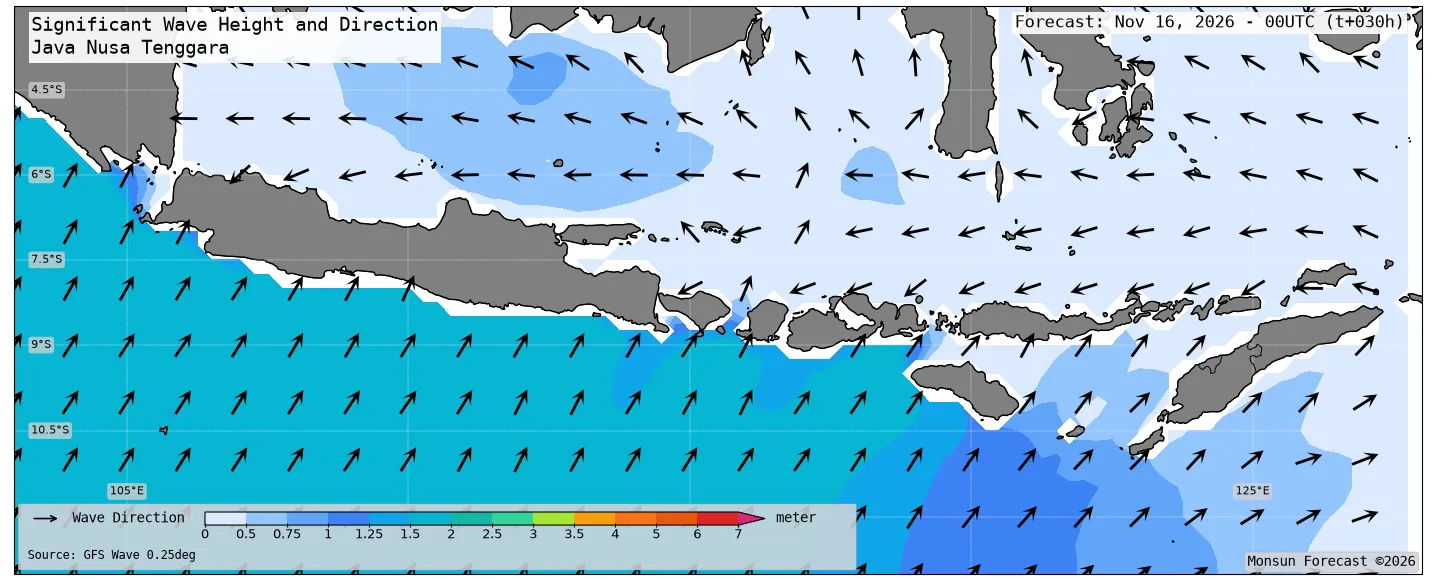 Significant Wave Height and Direction
Java Nusa Tenggara
Forecast: Nov 16, 2026 - 00UTC (t+030h)
4.5°S
6°S
7.5°S
9°S
10.5°S
105°E
125°E
Wave Direction
0 0.5 0.75 1 1.25 1.5 2 2.5 3 3.5 4 5 6 7
meter
Source: GFS Wave 0.25deg
Monsun Forecast ©2026